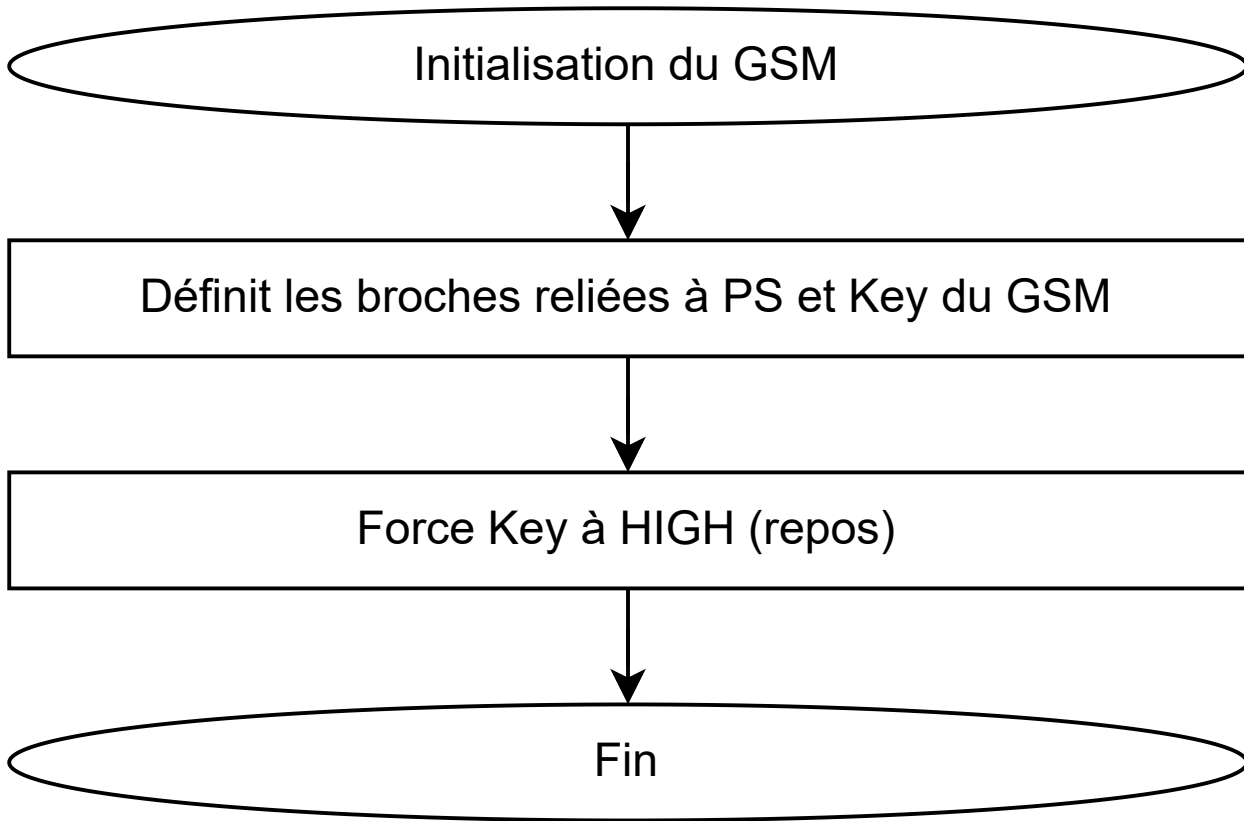 Initialisation du GSM
Définit les broches reliées à PS et Key du GSM
Force Key à HIGH (repos)
Fin